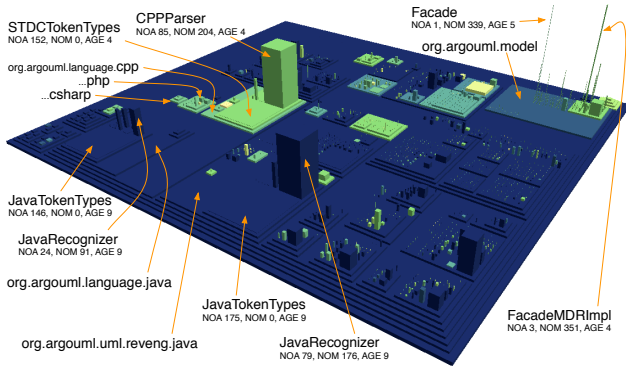 Facade
NOA 1, NOM 339, AGE 5
CPPParser
NOA 85, NOM 204, AGE 4
STDCTokenTypes
NOA 152, NOM 0, AGE 4
org.argouml.model
org.argouml.language.cpp
...php
...csharp
JavaTokenTypes
NOA 146, NOM 0, AGE 9
JavaRecognizer
NOA 24, NOM 91, AGE 9
org.argouml.language.java
JavaTokenTypes
NOA 175, NOM 0, AGE 9
FacadeMDRImpl
NOA 3, NOM 351, AGE 4
org.argouml.uml.reveng.java
JavaRecognizer
NOA 79, NOM 176, AGE 9